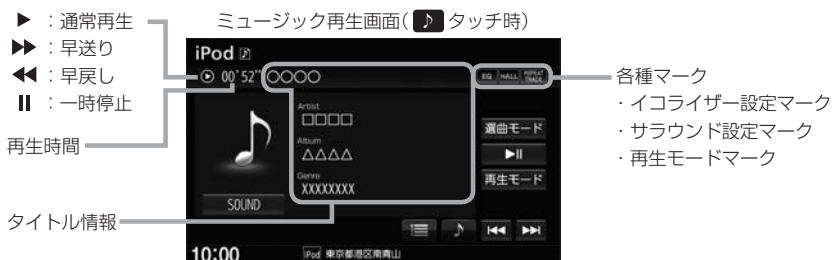 ▶ ：通常再生
▶▶ ：早送り
◀◀ ：早戻し
II ：一時停止
再生時間
タイトル情報
ミュージック再生画面(♪タッチ時)
iPod ♪
00'52" ○○○○
EQ HALL REPEAT TRACK
Artist
□□□□
Album
△△△△
Genre
XXXXXXXX
SOUND
選曲モード
▶II
再生モード
10:00 iPod 東京都港区南青山
各種マーク
・イコライザー設定マーク
・サラウンド設定マーク
・再生モードマーク